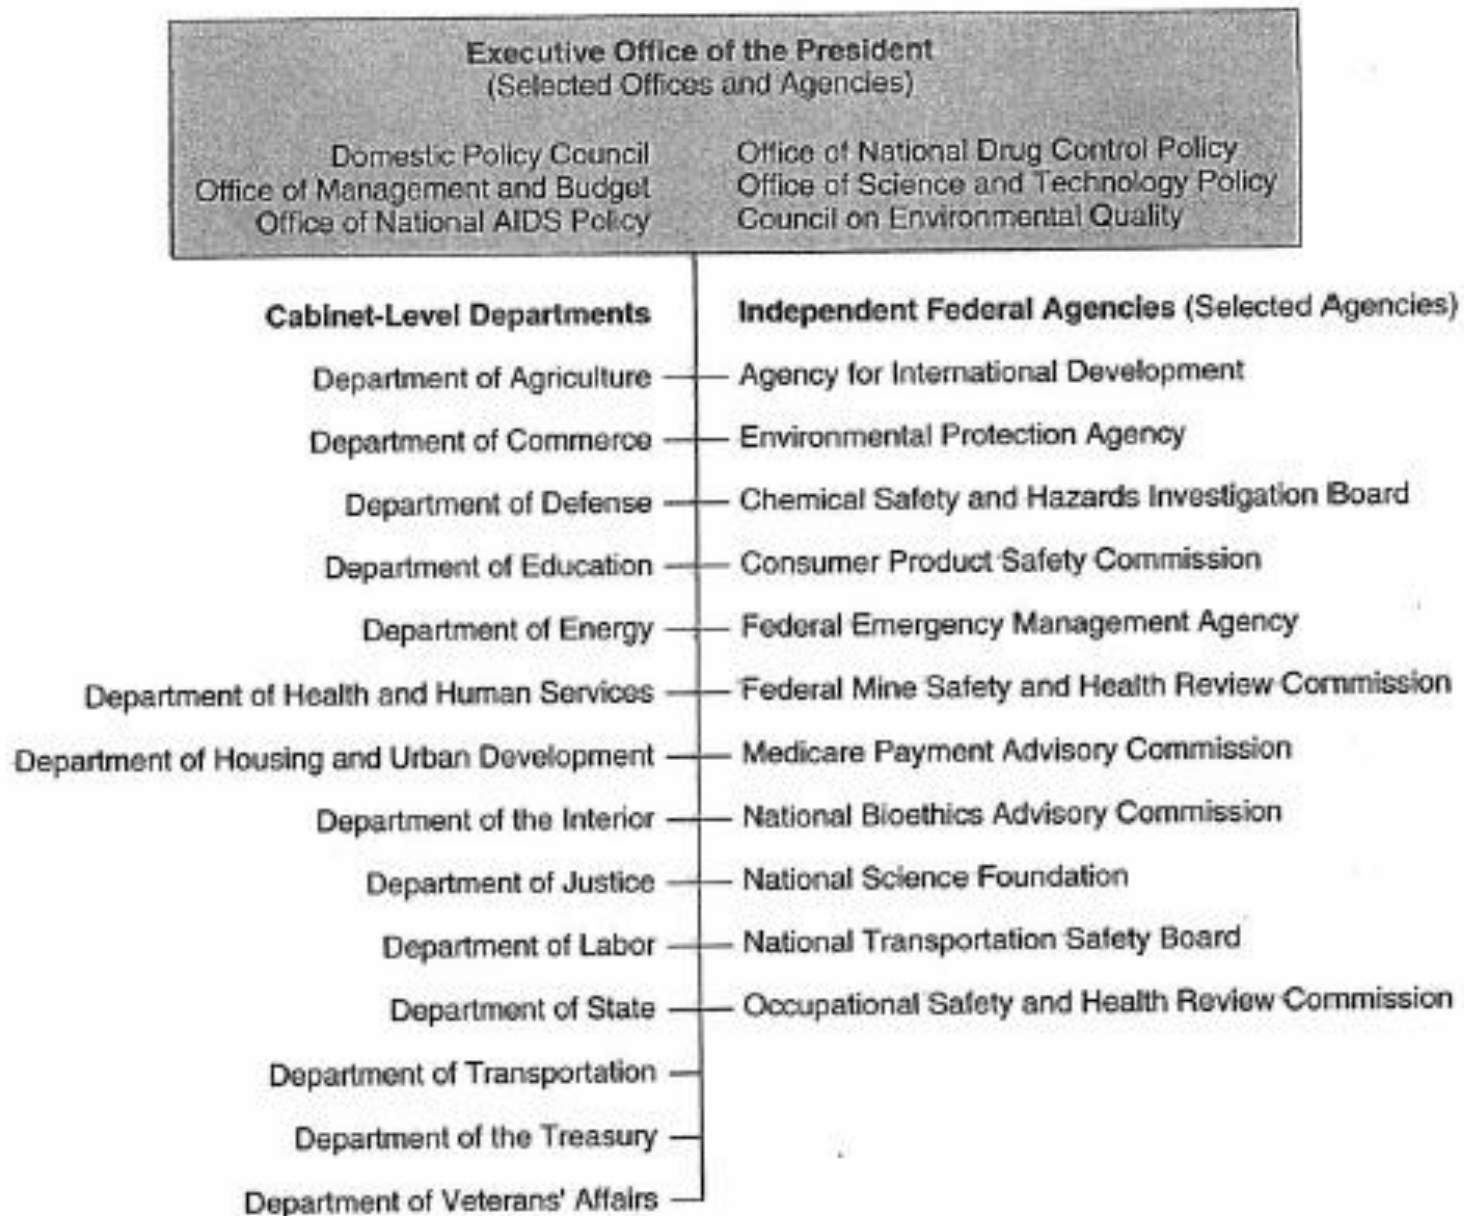 Executive Office of the President
(Selected Offices and Agencies)
Domestic Policy Council
Office of Management and Budget
Office of National AIDS Policy
Office of National Drug Control Policy
Office of Science and Technology Policy
Council on Environmental Quality
Cabinet-Level Departments
Department of Agriculture
Department of Commerce
Department of Defense
Department of Education
Department of Energy
Department of Health and Human Services
Department of Housing and Urban Development
Department of the Interior
Department of Justice
Department of Labor
Department of State
Department of Transportation
Department of the Treasury
Department of Veterans' Affairs
Independent Federal Agencies (Selected Agencies)
Agency for International Development
Environmental Protection Agency
Chemical Safety and Hazards Investigation Board
Consumer Product Safety Commission
Federal Emergency Management Agency
Federal Mine Safety and Health Review Commission
Medicare Payment Advisory Commission
National Bioethics Advisory Commission
National Science Foundation
National Transportation Safety Board
Occupational Safety and Health Review Commission